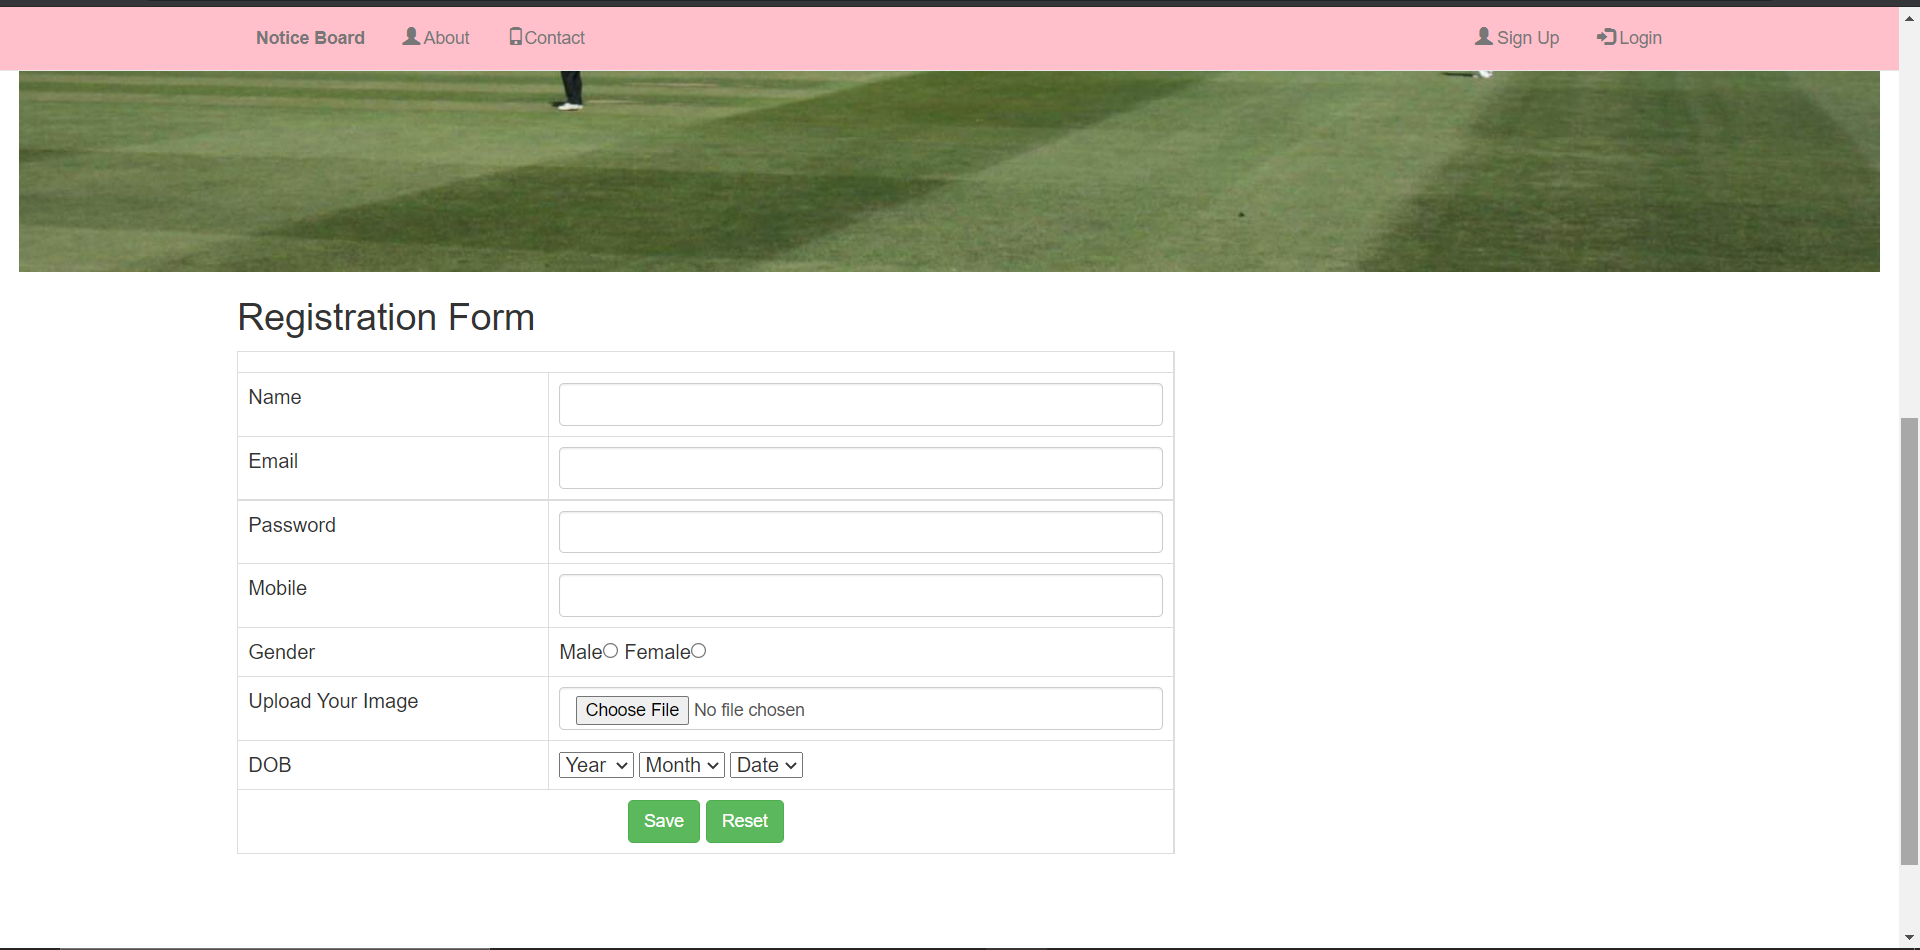 Notice Board About Contact Sign Up Login
Registration Form
Name
Email
Password
Mobile
Gender Male Female
Upload Your Image Choose File No file chosen
DOB Year Month Date
Save Reset